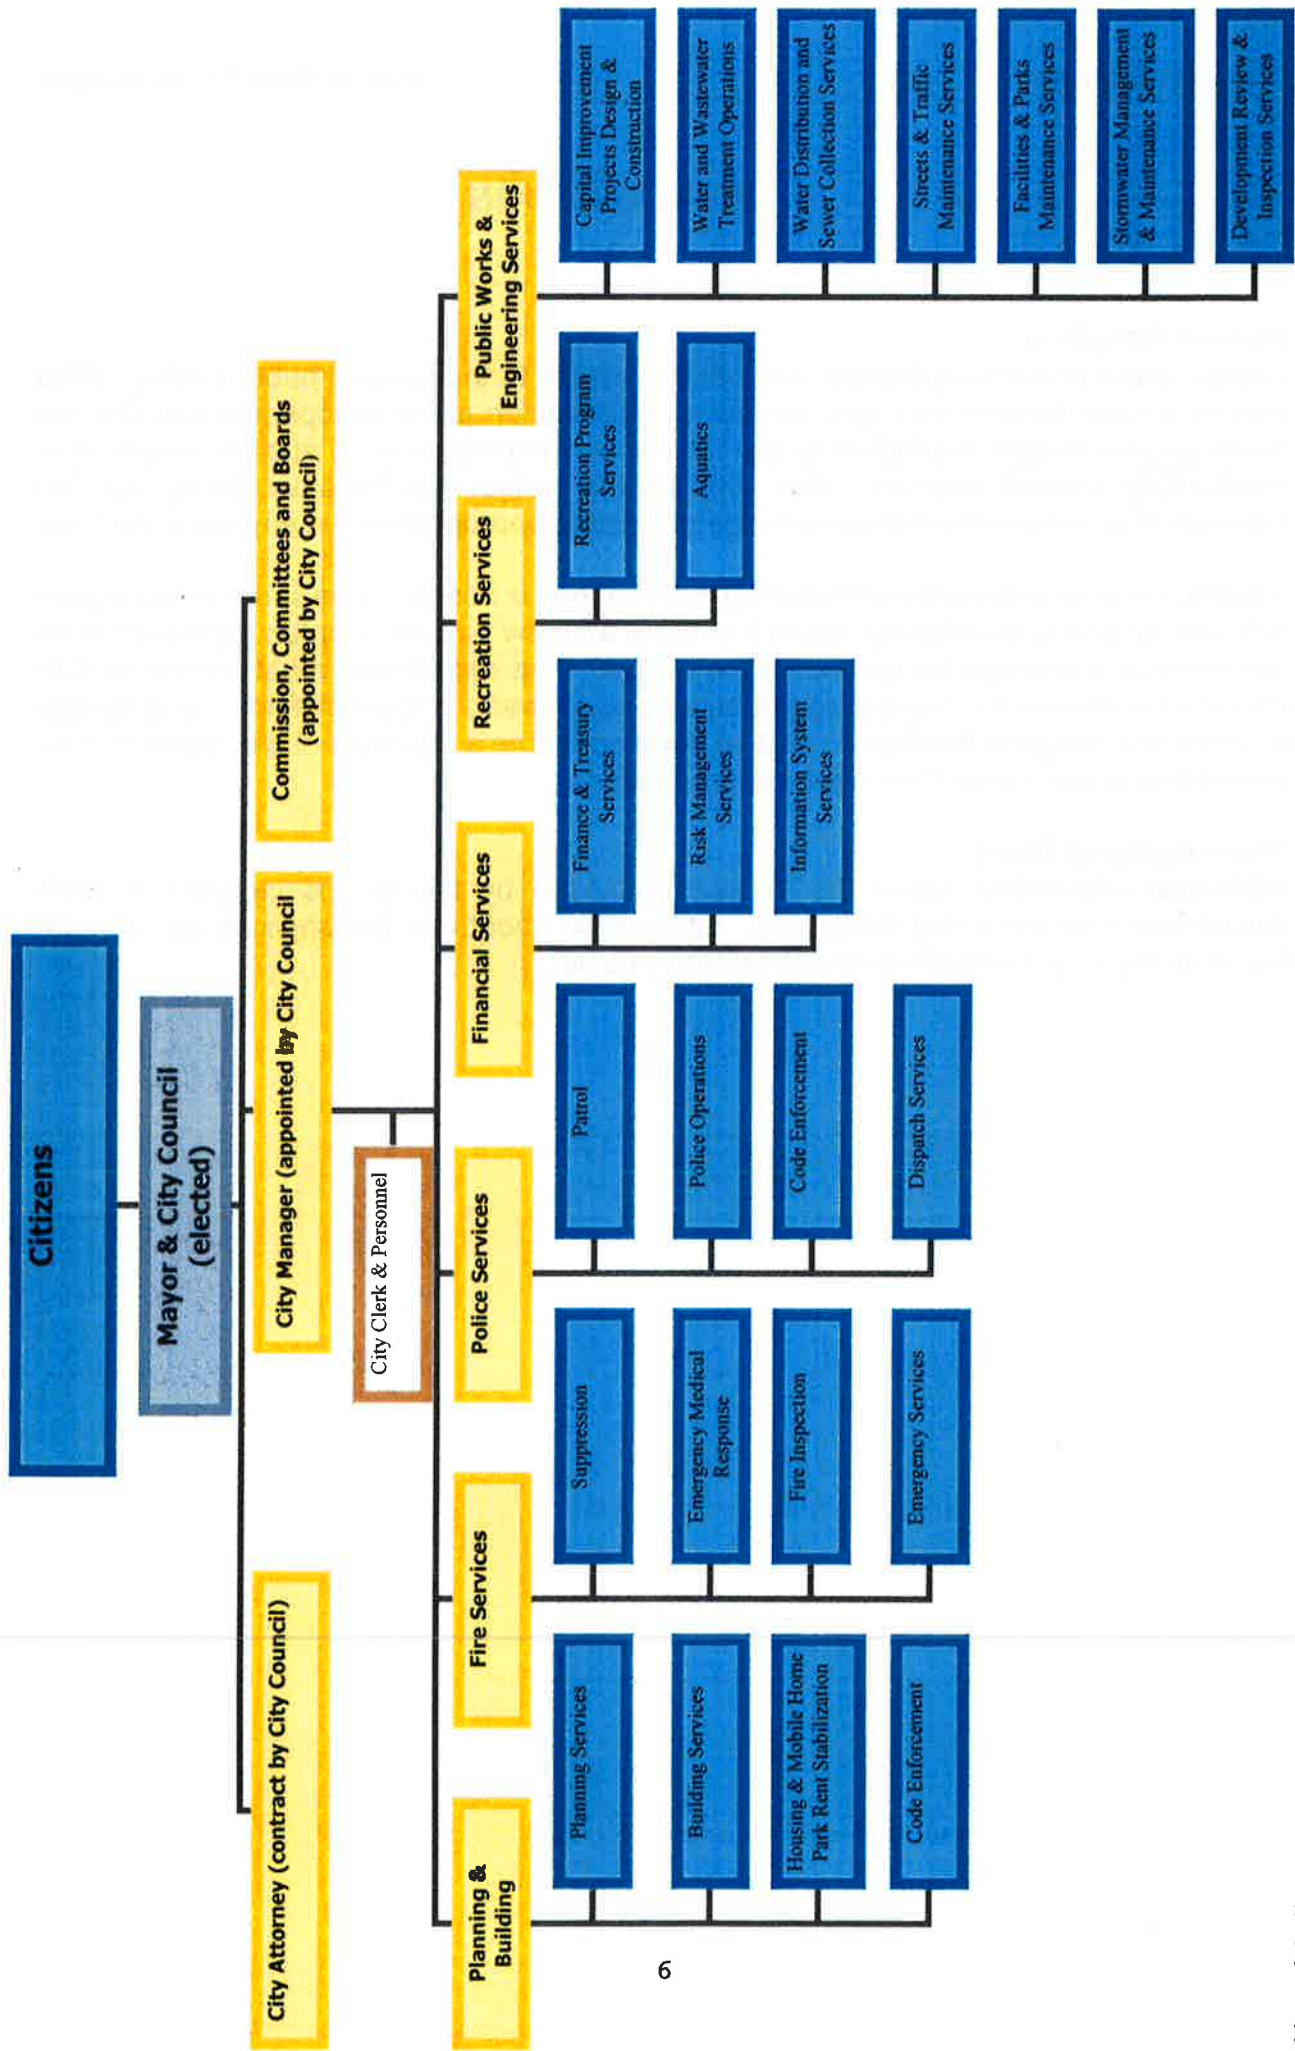 Citizens
Mayor & City Council
(elected)
City Attorney (contract by City Council)
City Manager (appointed by City Council
Commission, Committees and Boards
(appointed by City Council)
City Clerk & Personnel
Planning &
Building
Planning Services
Building Services
Housing & Mobile Home
Park Rent Stabilization
Code Enforcement
Fire Services
Suppression
Emergency Medical
Response
Fire Inspection
Emergency Services
Police Services
Patrol
Police Operations
Code Enforcement
Dispatch Services
Financial Services
Finance & Treasury
Services
Risk Management
Services
Information System
Services
Recreation Services
Recreation Program
Services
Aquatics
Public Works &
Engineering Services
Capital Improvement
Projects Design &
Construction
Water and Wastewater
Treatment Operations
Water Distribution and
Sewer Collection Services
Streets & Traffic
Maintenance Services
Facilities & Parks
Maintenance Services
Stormwater Management
& Maintenance Services
Development Review &
Inspection Services
6